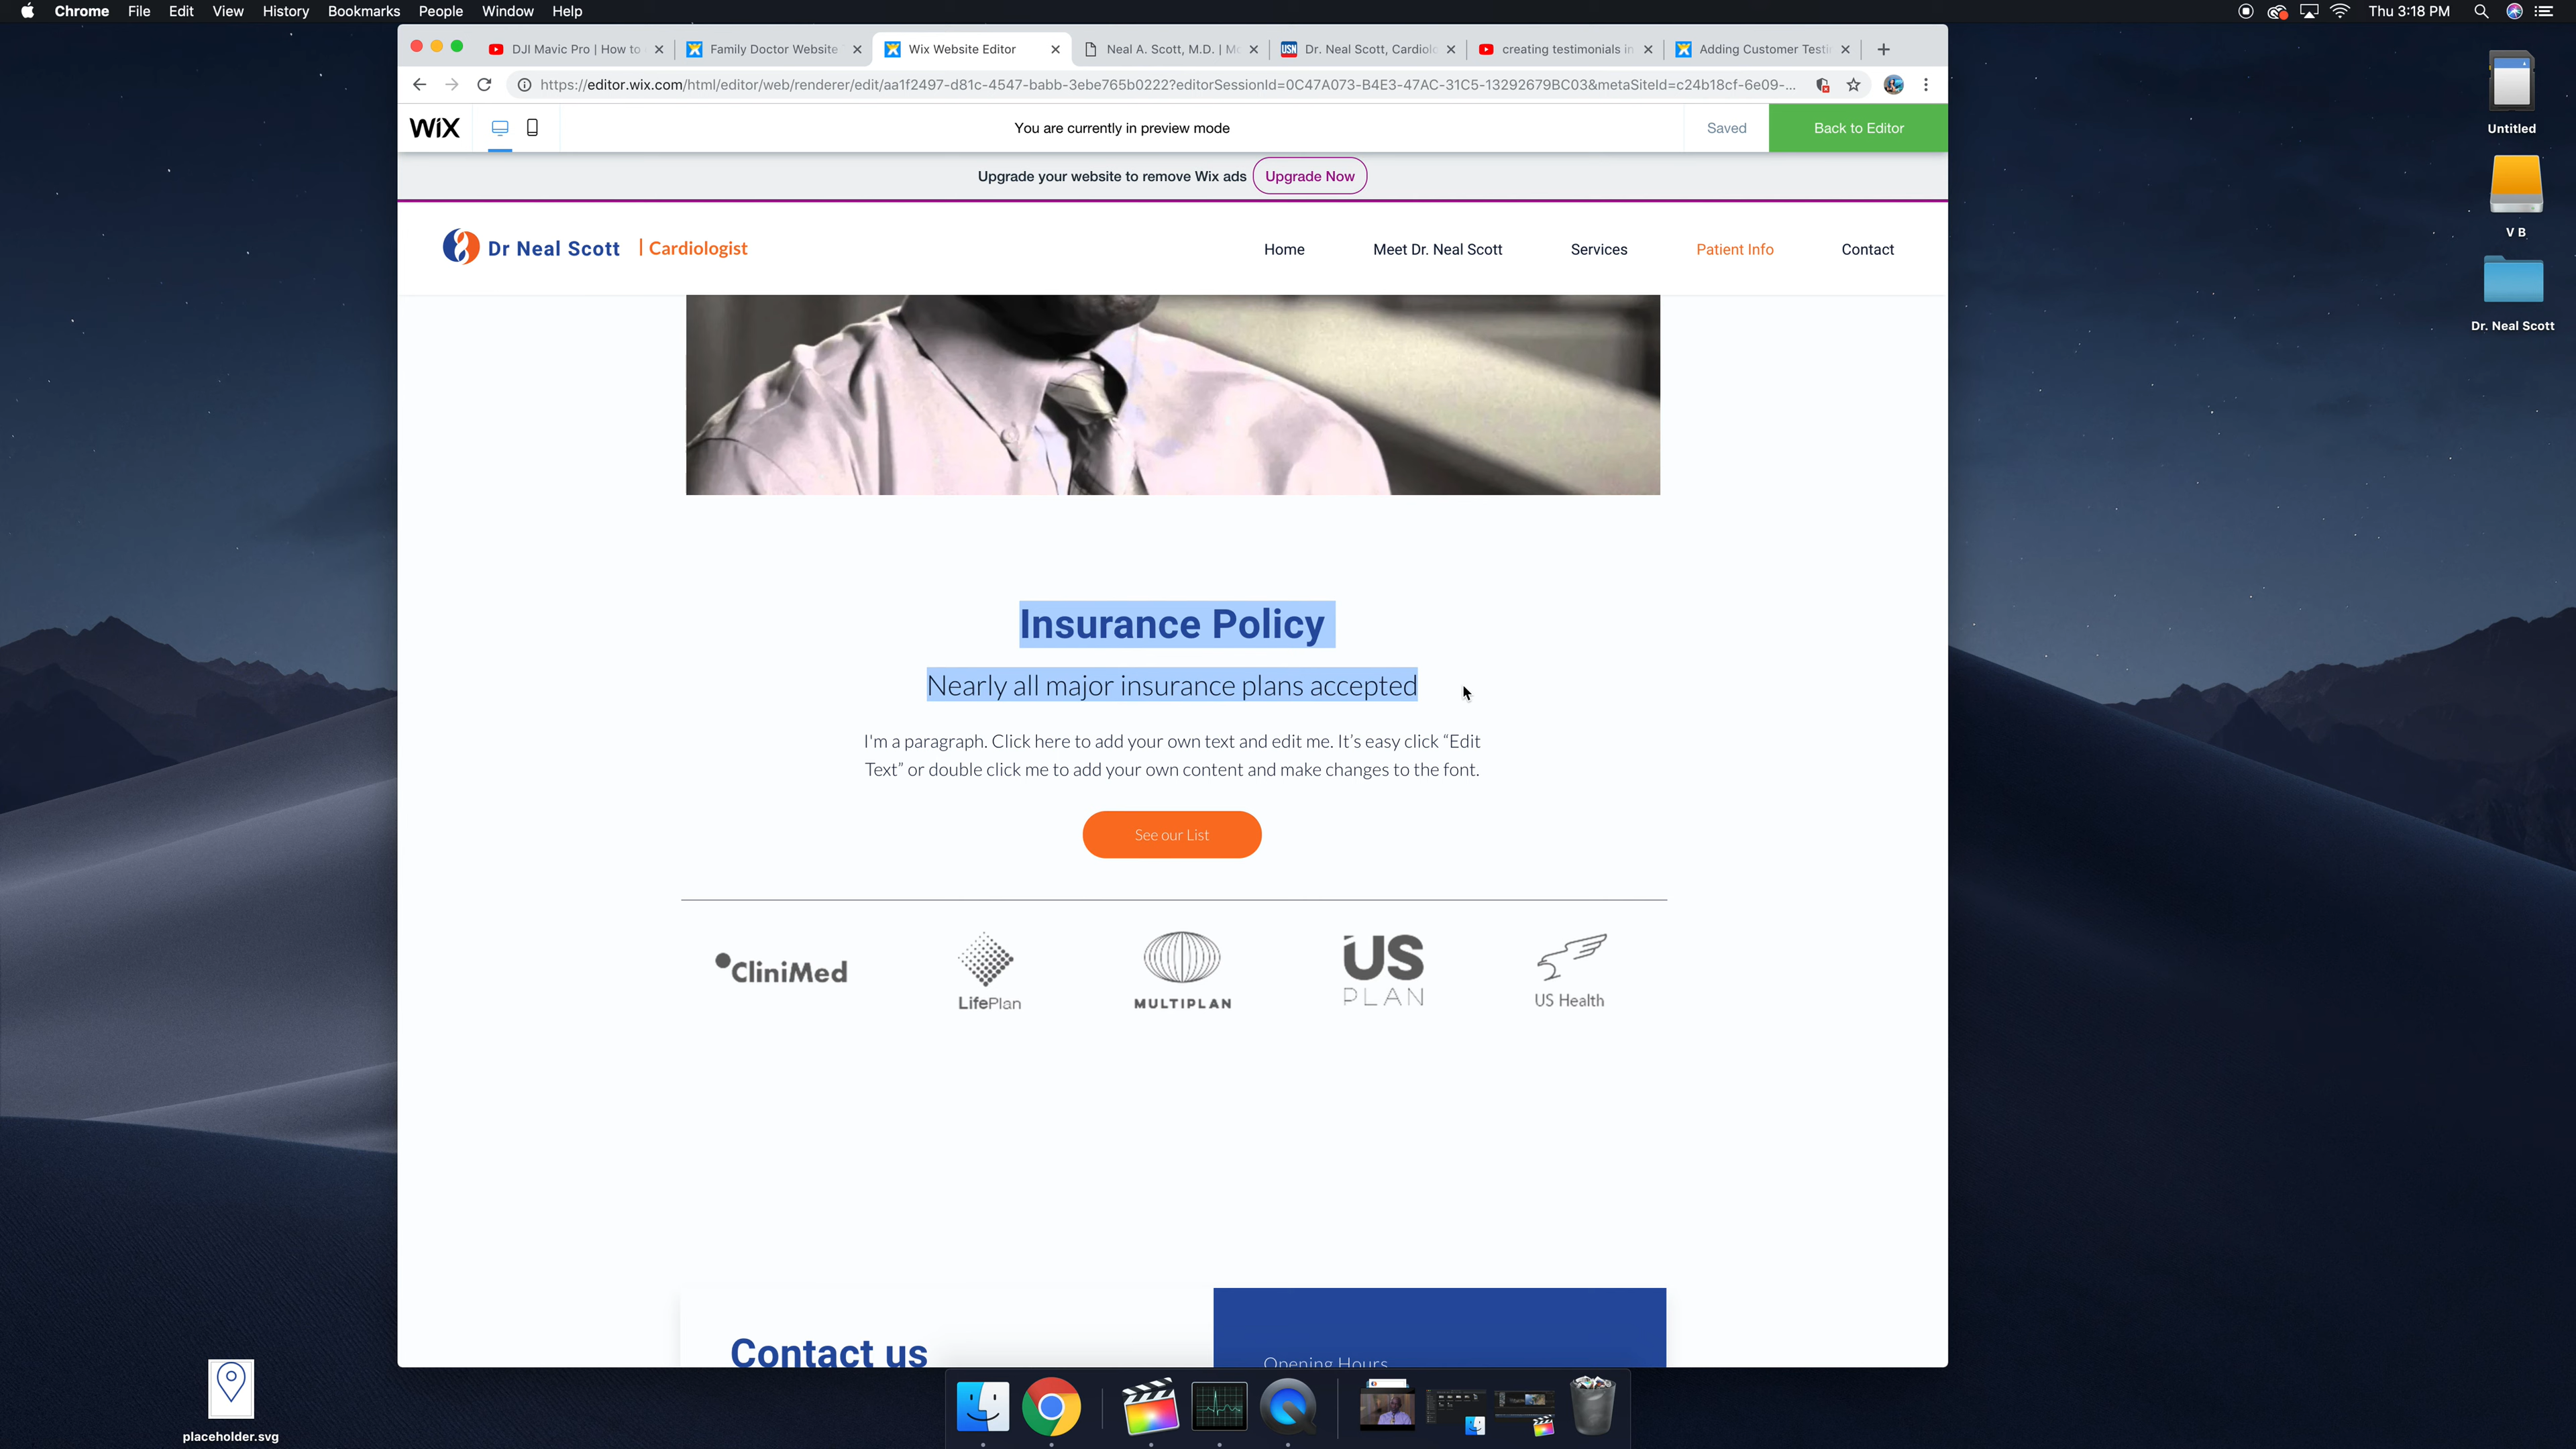 Chrome File Edit View History Bookmarks People Window Help
Thu 3:18 PM
DJI Mavic Pro | How to
Family Doctor Website
Wix Website Editor
Neal A. Scott, M.D. |
USN Dr. Neal Scott,
creating testimonials in
Adding Customer
https://editor.wix.com/html/editor/web/renderer/edit/aa1f2497-d81c-4547-babb-3ebe765b0222?editorSessionId=0C47A073-B4E3-47AC-31C5-13292679BC03&metaSiteId=c24b18cf-6e09-...
WiX
You are currently in preview mode
Saved
Back to Editor
Upgrade your website to remove Wix ads
Upgrade Now
Dr Neal Scott | Cardiologist
Home
Meet Dr. Neal Scott
Services
Patient Info
Contact
Insurance Policy
Nearly all major insurance plans accepted
I'm a paragraph. Click here to add your own text and edit me. It’s easy click “Edit
Text” or double click me to add your own content and make changes to the font.
See our List
CliniMed
LifePlan
MULTIPLAN
US
PLAN
US Health
Contact us
Opening Hours
Untitled
V B
Dr. Neal Scott
placeholder.svg